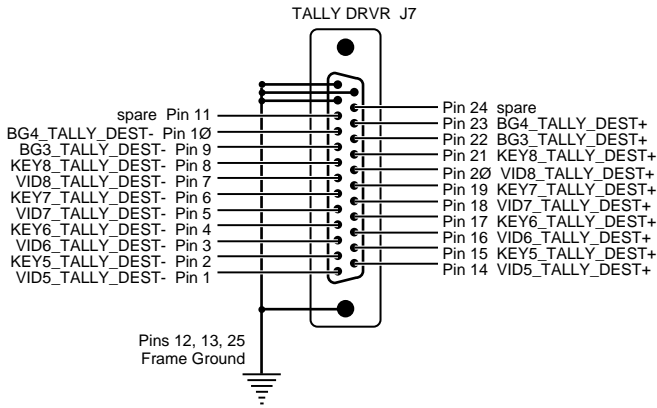 TALLY DRVR J7
spare Pin 11
BG4_TALLY_DEST- Pin 1Ø
BG3_TALLY_DEST- Pin 9
KEY8_TALLY_DEST- Pin 8
VID8_TALLY_DEST- Pin 7
KEY7_TALLY_DEST- Pin 6
VID7_TALLY_DEST- Pin 5
KEY6_TALLY_DEST- Pin 4
VID6_TALLY_DEST- Pin 3
KEY5_TALLY_DEST- Pin 2
VID5_TALLY_DEST- Pin 1
Pin 24 spare
Pin 23 BG4_TALLY_DEST+
Pin 22 BG3_TALLY_DEST+
Pin 21 KEY8_TALLY_DEST+
Pin 2Ø VID8_TALLY_DEST+
Pin 19 KEY7_TALLY_DEST+
Pin 18 VID7_TALLY_DEST+
Pin 17 KEY6_TALLY_DEST+
Pin 16 VID6_TALLY_DEST+
Pin 15 KEY5_TALLY_DEST+
Pin 14 VID5_TALLY_DEST+
Pins 12, 13, 25
Frame Ground